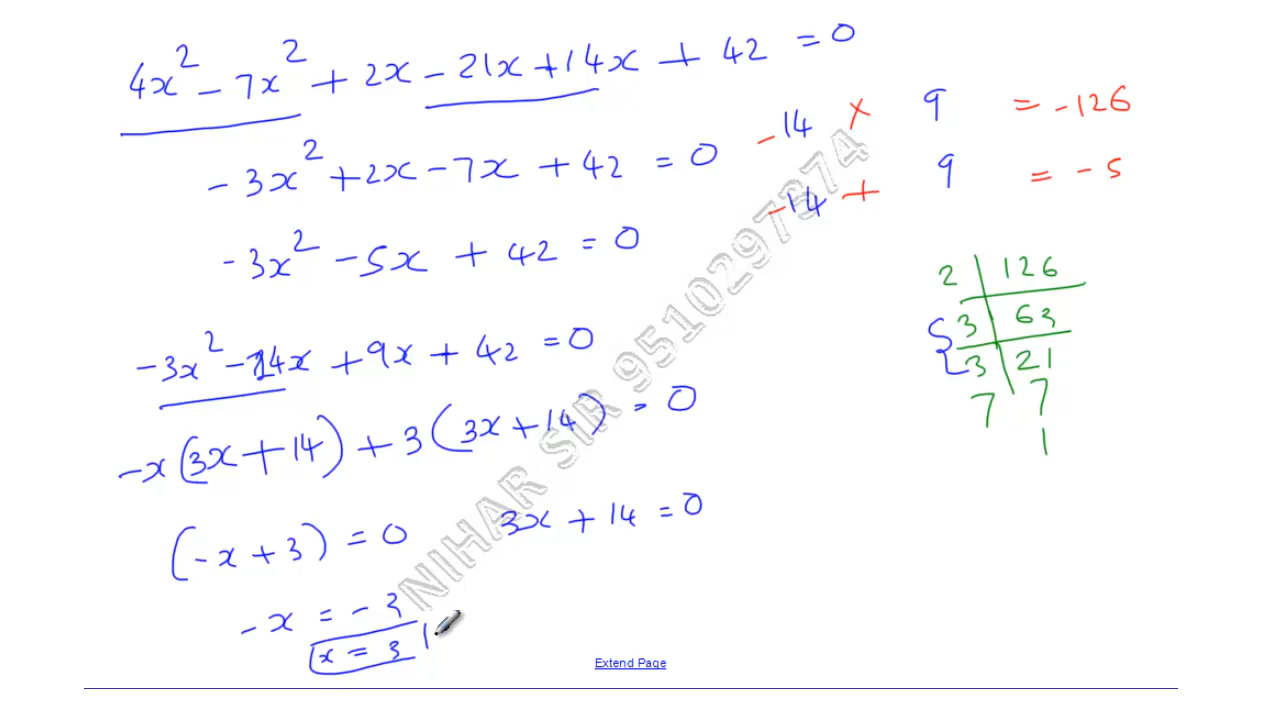 4x² - 7x² + 2x - 21x + 14x + 42 = 0
-3x² + 2x - 7x + 42 = 0
-3x² - 5x + 42 = 0
-3x² - 14x + 9x + 42 = 0
-x(3x + 14) + 3(3x + 14) = 0
(-x + 3) = 0 3x + 14 = 0
-x = -3
x = 3
-14 × 9 = -126
-14 + 9 = -5
2 | 126
3 | 63
3 | 21
7 7
1
NIHAR SIR 9510297374
Extend Page